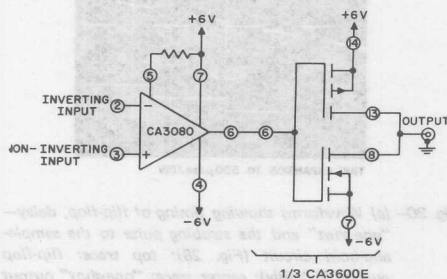 +6V
+6V
5
7
14
INVERTING
INPUT
2
-
CA3080
6
6
13
OUTPUT
NON- INVERTING
INPUT
3
+
8
4
-6V
7
-6V
1/3 CA3600E